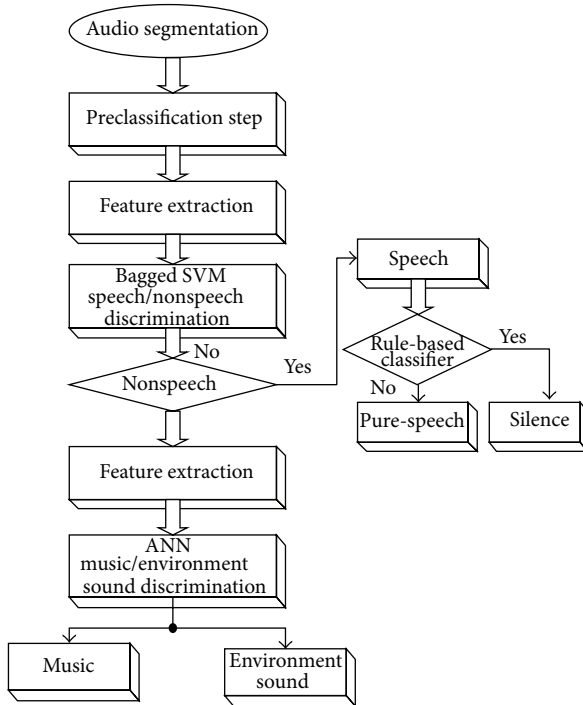 Audio segmentation
Preclassification step
Feature extraction
Bagged SVM
speech/nonspeech
discrimination
No
Yes
Nonspeech
Speech
Rule-based
classifier
Yes
No
Pure-speech
Silence
Feature extraction
ANN
music/environment
sound discrimination
Music
Environment
sound